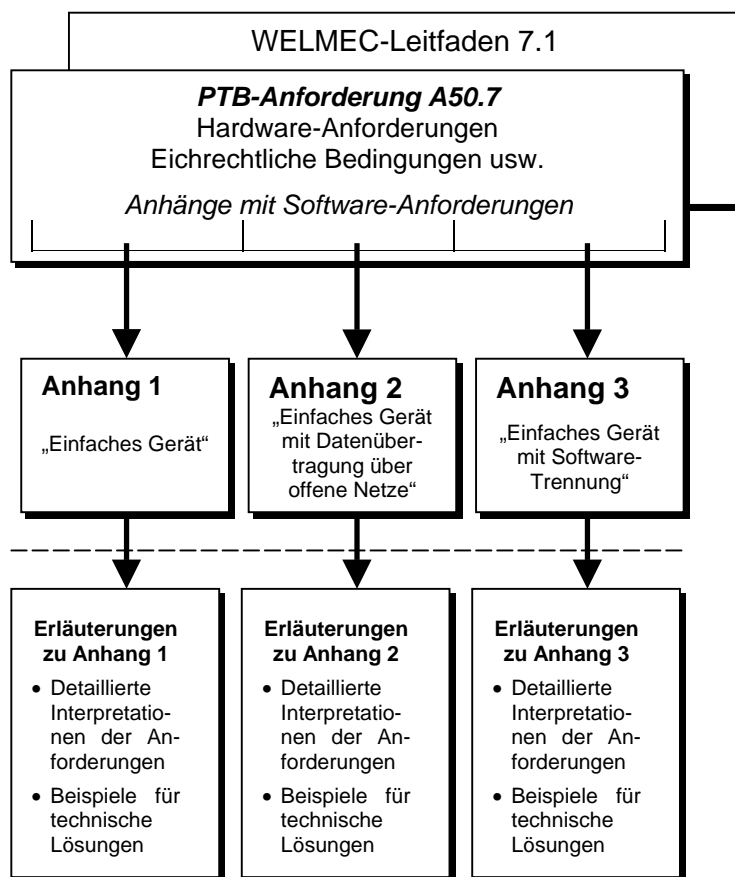 WELMEC-Leitfaden 7.1
PTB-Anforderung A50.7
Hardware-Anforderungen
Eichrechtliche Bedingungen usw.
Anhänge mit Software-Anforderungen
Anhang 1
„Einfaches Gerät“
Anhang 2
„Einfaches Gerät
mit Datenüber-
tragung über
offene Netze“
Anhang 3
„Einfaches Gerät
mit Software-
Trennung“
Erläuterungen
zu Anhang 1
• Detaillierte
Interpretatio-
nen der An-
forderungen
• Beispiele für
technische
Lösungen
Erläuterungen
zu Anhang 2
• Detaillierte
Interpretatio-
nen der An-
forderungen
• Beispiele für
technische
Lösungen
Erläuterungen
zu Anhang 3
• Detaillierte
Interpretatio-
nen der An-
forderungen
• Beispiele für
technische
Lösungen